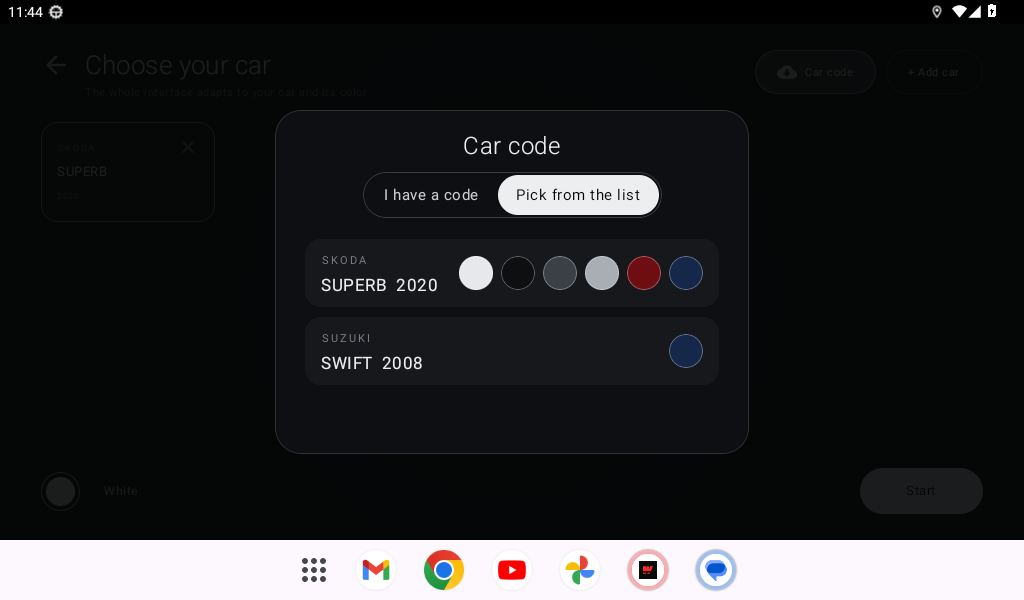 11:44
Choose your car
The whole interface adapts to your car and its color
Car code
+ Add car
SKODA
SUPERB
2020
Car code
I have a code
Pick from the list
SKODA
SUPERB 2020
SUZUKI
SWIFT 2008
White
Start